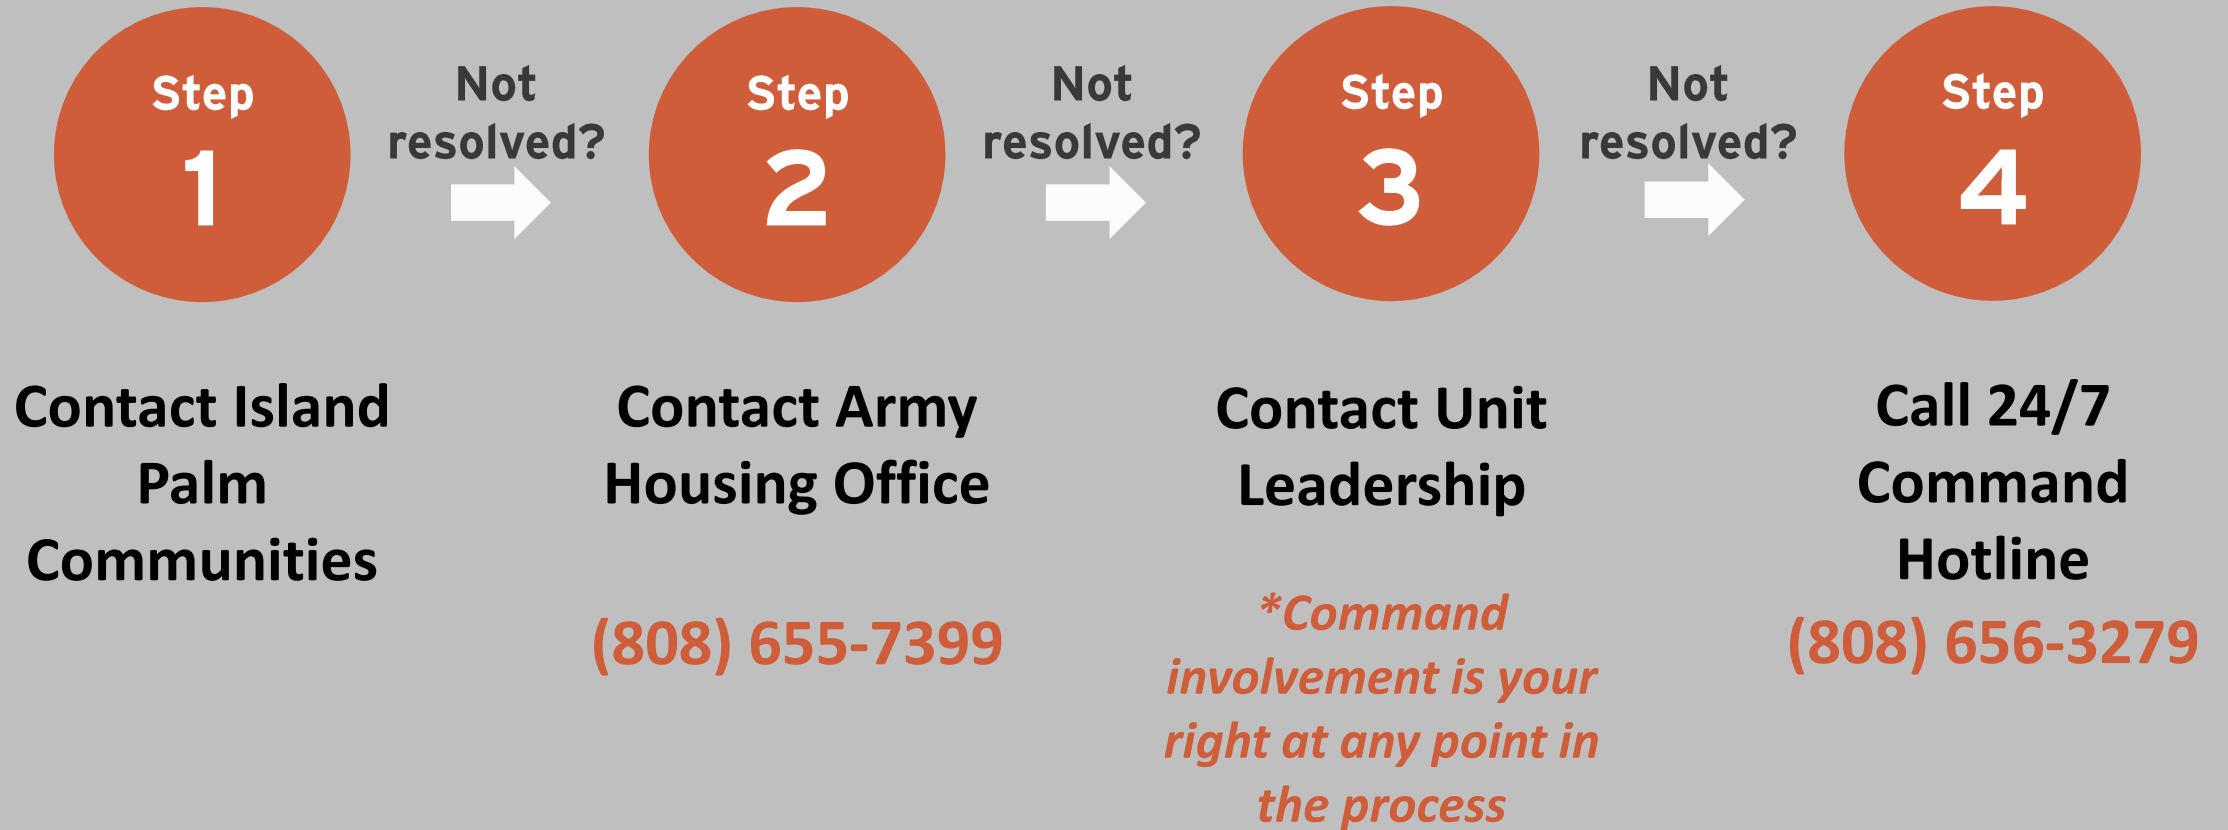 Step
1
Not
resolved?
Step
2
Not
resolved?
Step
3
Not
resolved?
Step
4
Contact Island
Palm
Communities
Contact Army
Housing Office
(808) 655-7399
Contact Unit
Leadership
*Command
involvement is your
right at any point in
the process
Call 24/7
Command
Hotline
(808) 656-3279